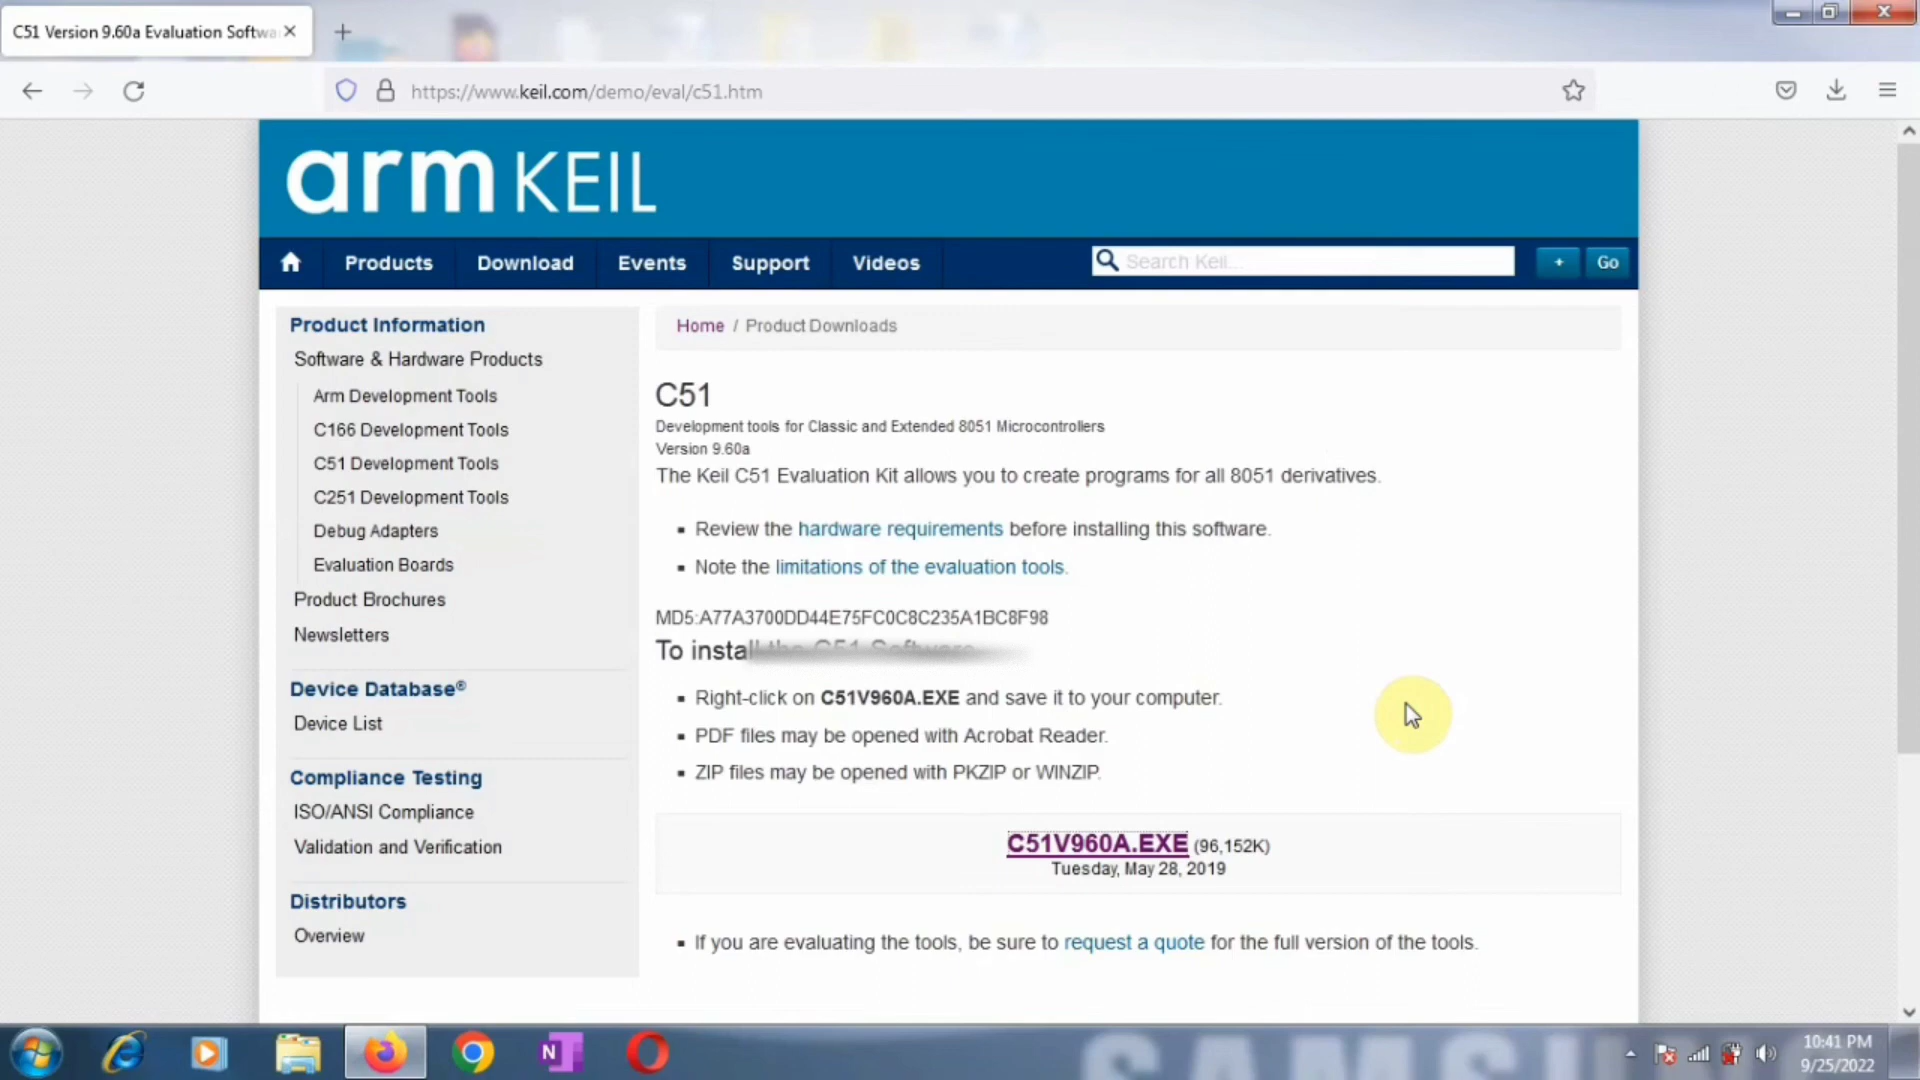 C51 Version 9.60a Evaluation Softwa
https://www.keil.com/demo/eval/c51.htm
arm KEIL
Products
Download
Events
Support
Videos
Search Keil...
+
Go
Product Information
Software & Hardware Products
Arm Development Tools
C166 Development Tools
C51 Development Tools
C251 Development Tools
Debug Adapters
Evaluation Boards
Product Brochures
Newsletters
Device Database®
Device List
Compliance Testing
ISO/ANSI Compliance
Validation and Verification
Distributors
Overview
Home / Product Downloads
C51
Development tools for Classic and Extended 8051 Microcontrollers
Version 9.60a
The Keil C51 Evaluation Kit allows you to create programs for all 8051 derivatives.
▪ Review the hardware requirements before installing this software.
▪ Note the limitations of the evaluation tools.
MD5:A77A3700DD44E75FC0C8C235A1BC8F98
To install the C51 Software
▪ Right-click on C51V960A.EXE and save it to your computer.
▪ PDF files may be opened with Acrobat Reader.
▪ ZIP files may be opened with PKZIP or WINZIP.
C51V960A.EXE (96,152K)
Tuesday, May 28, 2019
▪ If you are evaluating the tools, be sure to request a quote for the full version of the tools.
N
10:41 PM
9/25/2022